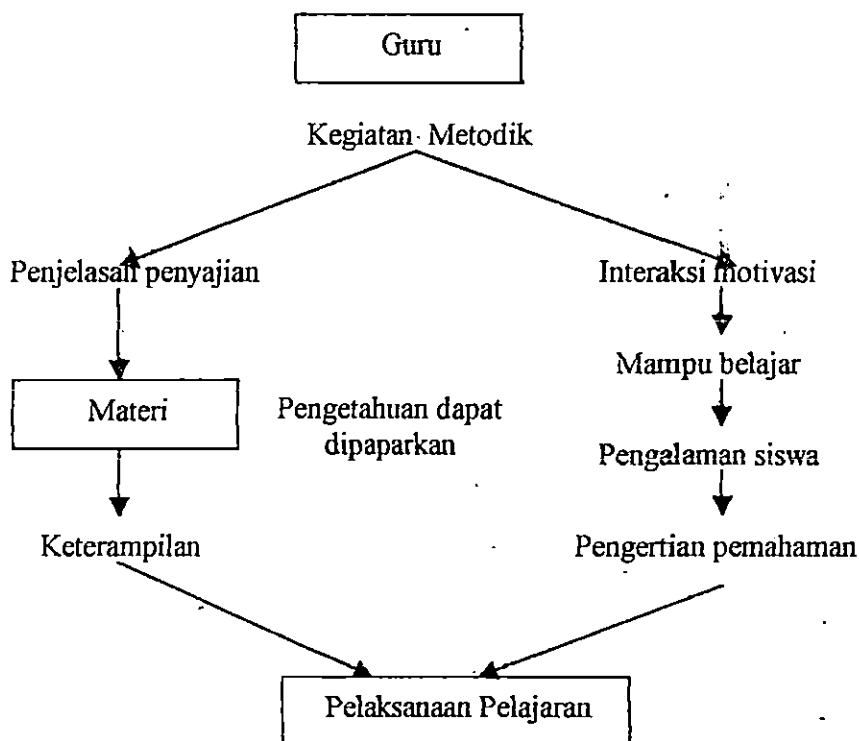 Guru
Kegiatan Metodik
Penjelasan penyajian
Interaksi motivasi
Mampu belajar
Materi
Pengetahuan dapat
dipaparkan
Pengalaman siswa
Keterampilan
Pengertian pemahaman
Pelaksanaan Pelajaran